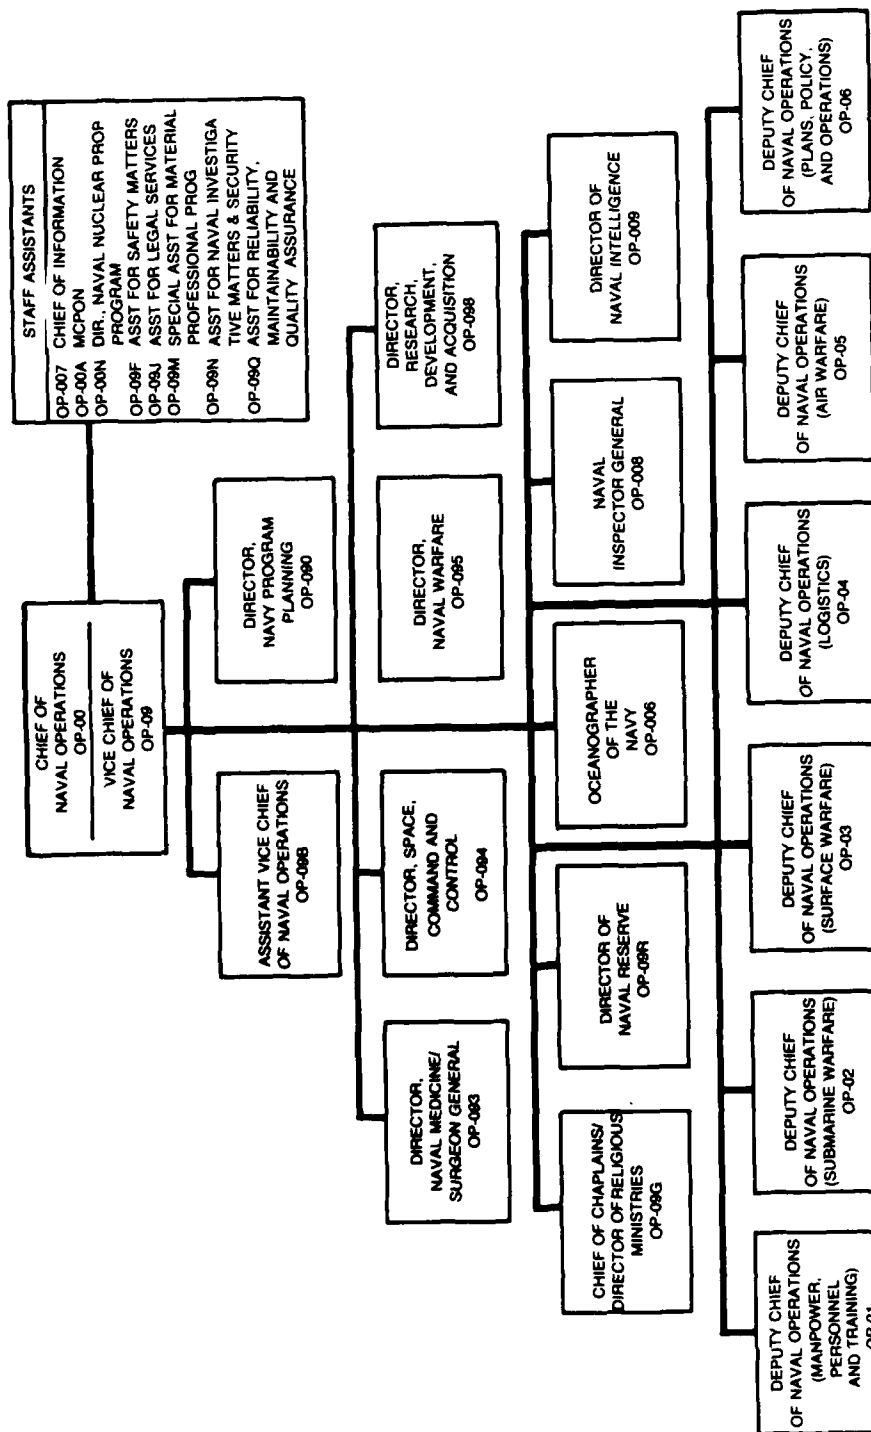 CHIEF OF
NAVAL OPERATIONS
OP-00
VICE CHIEF OF
NAVAL OPERATIONS
OP-09
STAFF ASSISTANTS
OP-007 CHIEF OF INFORMATION
OP-00A MCPON
OP-00N DIR., NAVAL NUCLEAR PROP
PROGRAM
OP-09F ASST FOR SAFETY MATTERS
OP-09J ASST FOR LEGAL SERVICES
OP-09M SPECIAL ASST FOR MATERIAL
PROFESSIONAL PROG
OP-09N ASST FOR NAVAL INVESTIGA
TIVE MATTERS & SECURITY
OP-09Q ASST FOR RELIABILITY,
MAINTAINABILITY AND
QUALITY ASSURANCE
ASSISTANT VICE CHIEF
OF NAVAL OPERATIONS
OP-09B
DIRECTOR,
NAVY PROGRAM
PLANNING
OP-090
DIRECTOR,
NAVAL MEDICINE/
SURGEON GENERAL
OP-093
DIRECTOR, SPACE,
COMMAND AND
CONTROL
OP-094
DIRECTOR,
NAVAL WARFARE
OP-095
DIRECTOR,
RESEARCH,
DEVELOPMENT,
AND ACQUISITION
OP-098
CHIEF OF CHAPLAINS/
DIRECTOR OF RELIGIOUS
MINISTRIES
OP-09G
DIRECTOR OF
NAVAL RESERVE
OP-09R
OCEANOGRAPHER
OF THE
NAVY
OP-006
NAVAL
INSPECTOR GENERAL
OP-008
DIRECTOR OF
NAVAL INTELLIGENCE
OP-009
DEPUTY CHIEF
OF NAVAL OPERATIONS
(MANPOWER,
PERSONNEL
AND TRAINING)
OP-01
DEPUTY CHIEF
OF NAVAL OPERATIONS
(SUBMARINE WARFARE)
OP-02
DEPUTY CHIEF
OF NAVAL OPERATIONS
(SURFACE WARFARE)
OP-03
DEPUTY CHIEF
OF NAVAL OPERATIONS
(LOGISTICS)
OP-04
DEPUTY CHIEF
OF NAVAL OPERATIONS
(AIR WARFARE)
OP-05
DEPUTY CHIEF
OF NAVAL OPERATIONS
(PLANS, POLICY,
AND OPERATIONS)
OP-06